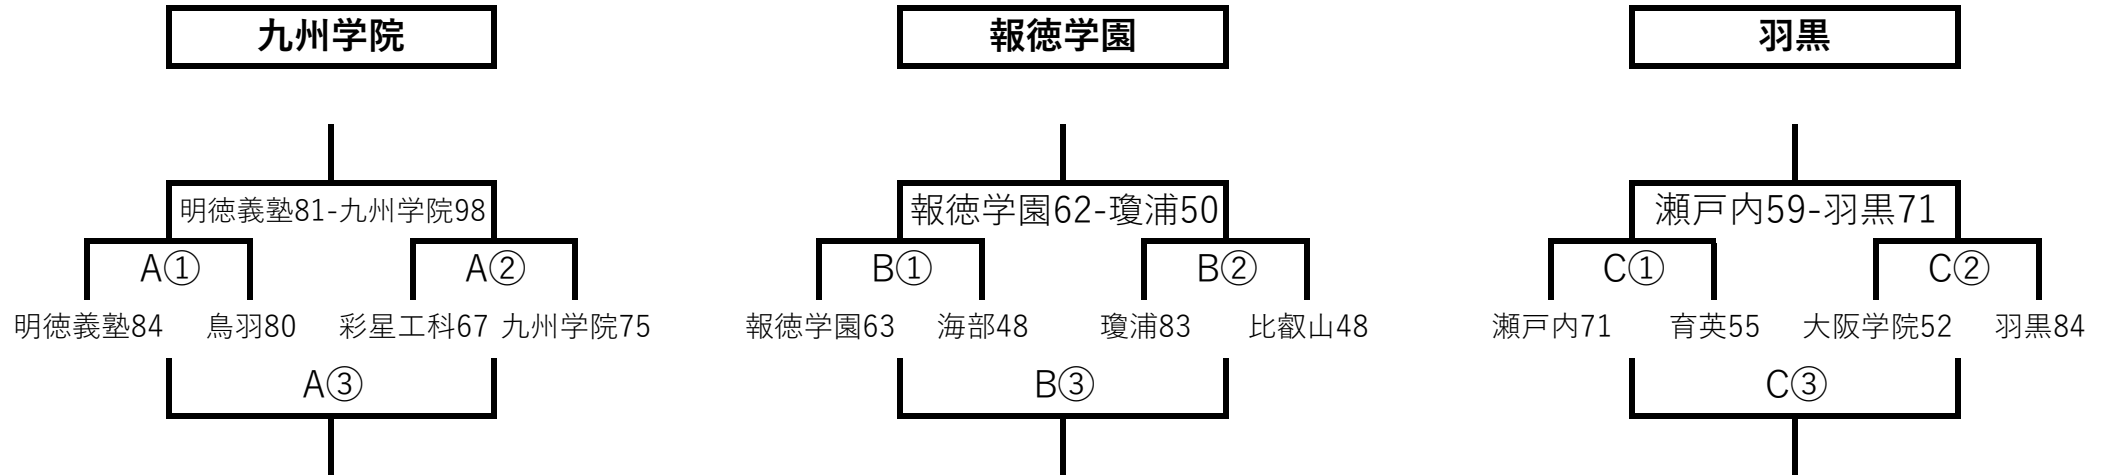 九州学院
報徳学園
羽黒
明徳義塾81-九州学院98
報徳学園62-瓊浦50
瀬戸内59-羽黒71
A①
A②
B①
B②
C①
C②
明徳義塾84
鳥羽80
彩星工科67
九州学院75
報徳学園63
海部48
瓊浦83
比叡山48
瀬戸内71
育英55
大阪学院52
羽黒84
A③
B③
C③